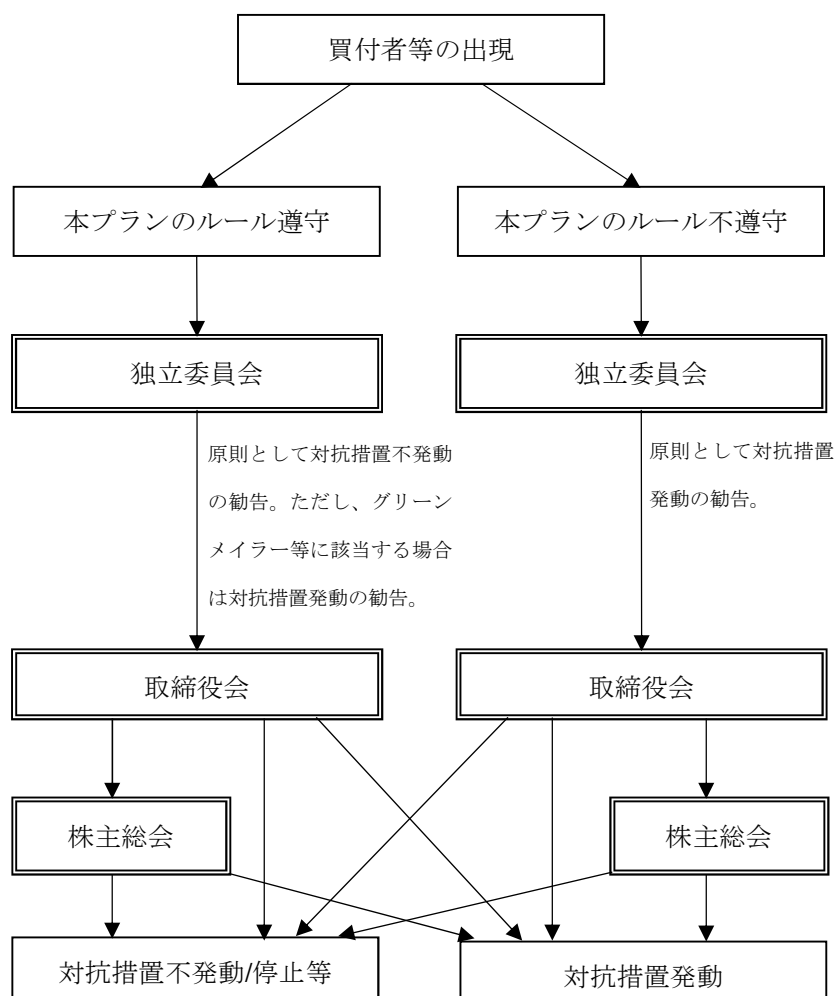 買付者等の出現
本プランのルール遵守
本プランのルール不遵守
独立委員会
独立委員会
原則として対抗措置不発動
の勧告。ただし、グリーン
メイラー等に該当する場合
は対抗措置発動の勧告。
原則として対抗措置
発動の勧告。
取締役会
取締役会
株主総会
株主総会
対抗措置不発動/停止等
対抗措置発動